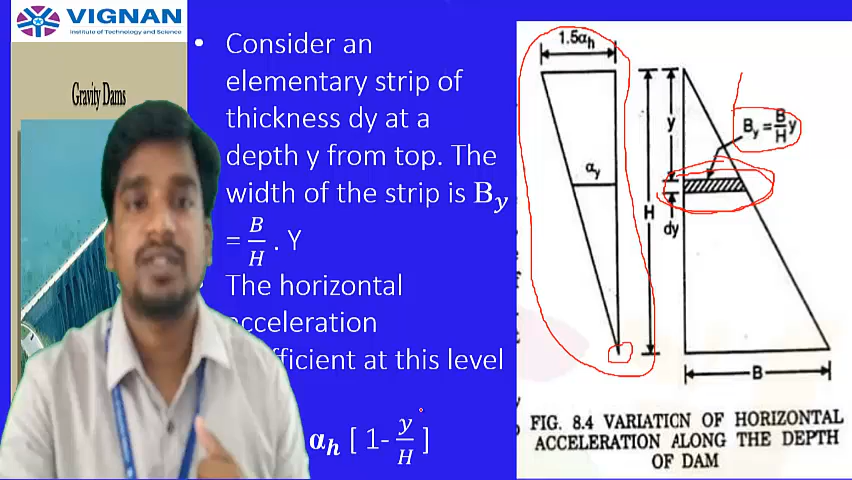 VIGNAN
Institute of Technology and Science
Gravity Dams
• Consider an
elementary strip of
thickness dy at a
depth y from top. The
width of the strip is B_y
= B/H . Y
The horizontal
acceleration
at this level
α_h [ 1- y/H ]
1.5α_h
α_y
H
y
dy
B_y = B/H y
B
FIG. 8.4 VARIATION OF HORIZONTAL
ACCELERATION ALONG THE DEPTH
OF DAM